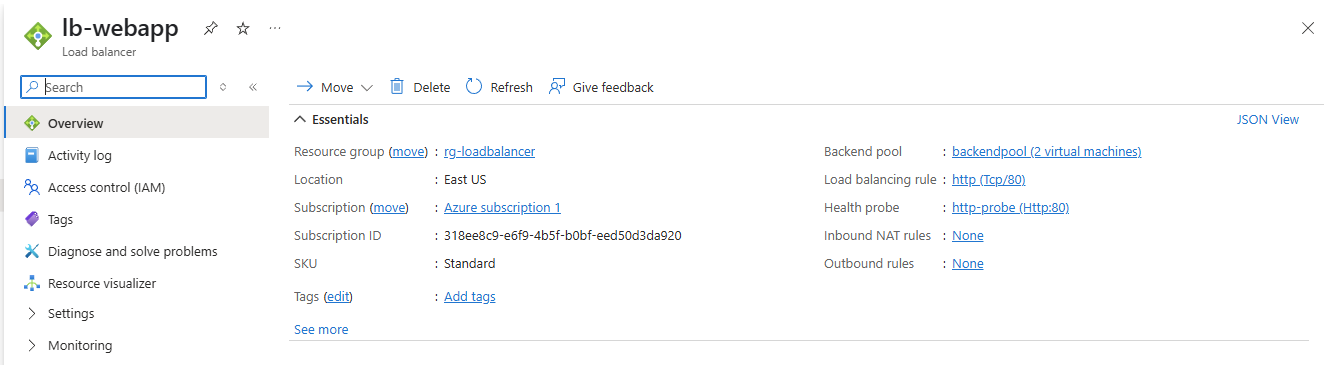 lb-webapp
Load balancer
Search
Overview
Activity log
Access control (IAM)
Tags
Diagnose and solve problems
Resource visualizer
Settings
Monitoring
Move Delete Refresh Give feedback
Essentials JSON View
Resource group (move) : rg-loadbalancer
Location : East US
Subscription (move) : Azure subscription 1
Subscription ID : 318ee8c9-e6f9-4b5f-b0bf-eed50d3da920
SKU : Standard
Tags (edit) : Add tags
See more
Backend pool : backendpool (2 virtual machines)
Load balancing rule : http (Tcp/80)
Health probe : http-probe (Http:80)
Inbound NAT rules : None
Outbound rules : None